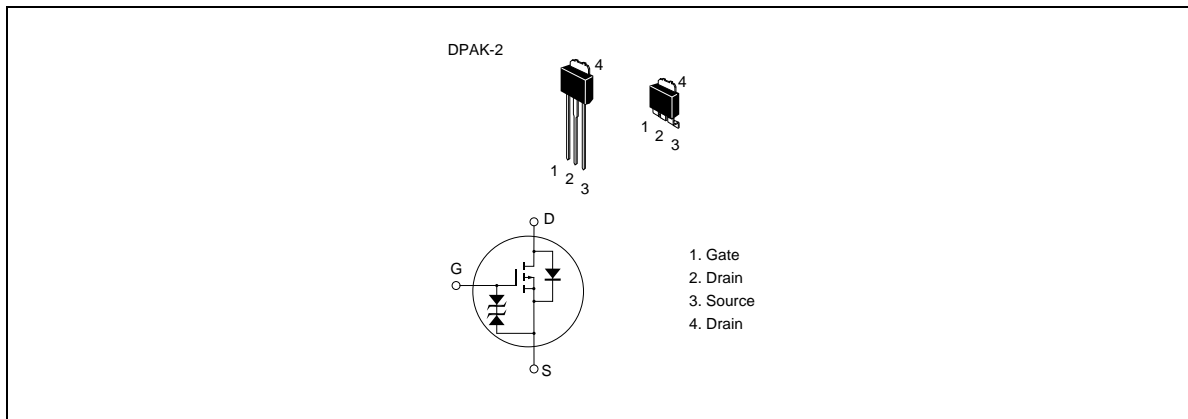 DPAK-2
4
4
1 2 3
1 2 3
D
G
S
1. Gate
2. Drain
3. Source
4. Drain